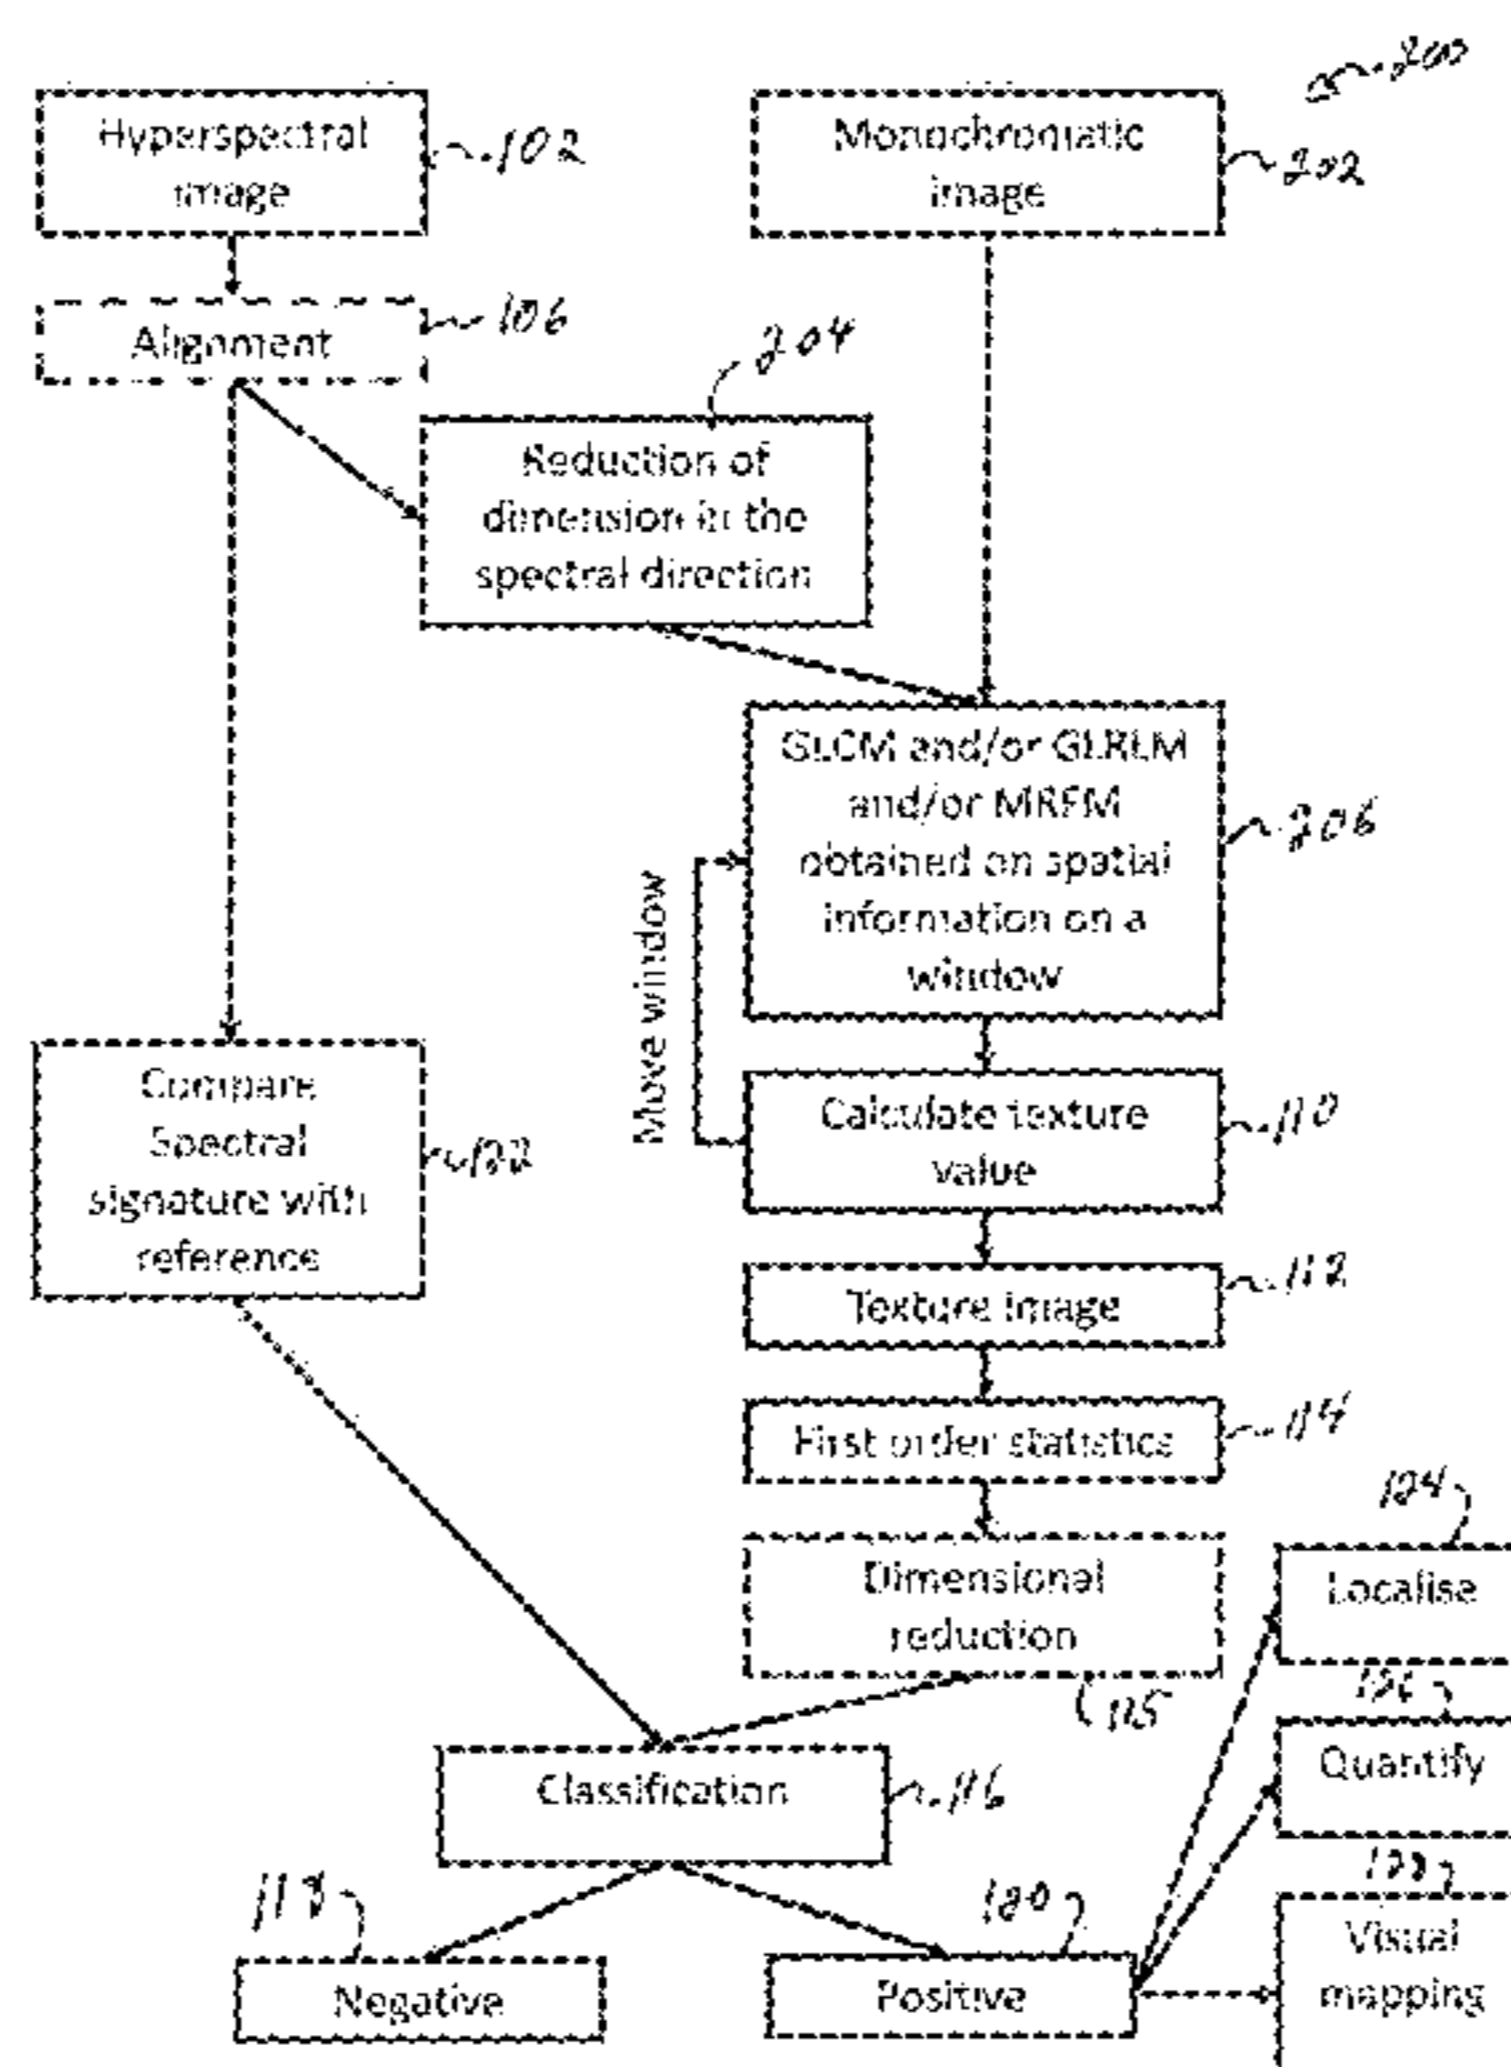 200
Hyperspectral
image
102
Monochromatic
image
202
Alignment
106
204
Reduction of
dimension in the
spectral direction
GLCM and/or GLRLM
and/or MRFM
obtained on spatial
information on a
window
206
Move window
Compare
Spectral
signature with
reference
122
Calculate texture
value
110
Texture image
112
First order statistics
114
Dimensional
reduction
115
124
Localise
126
Quantify
Classification
116
118
Negative
120
Positive
Visual
mapping